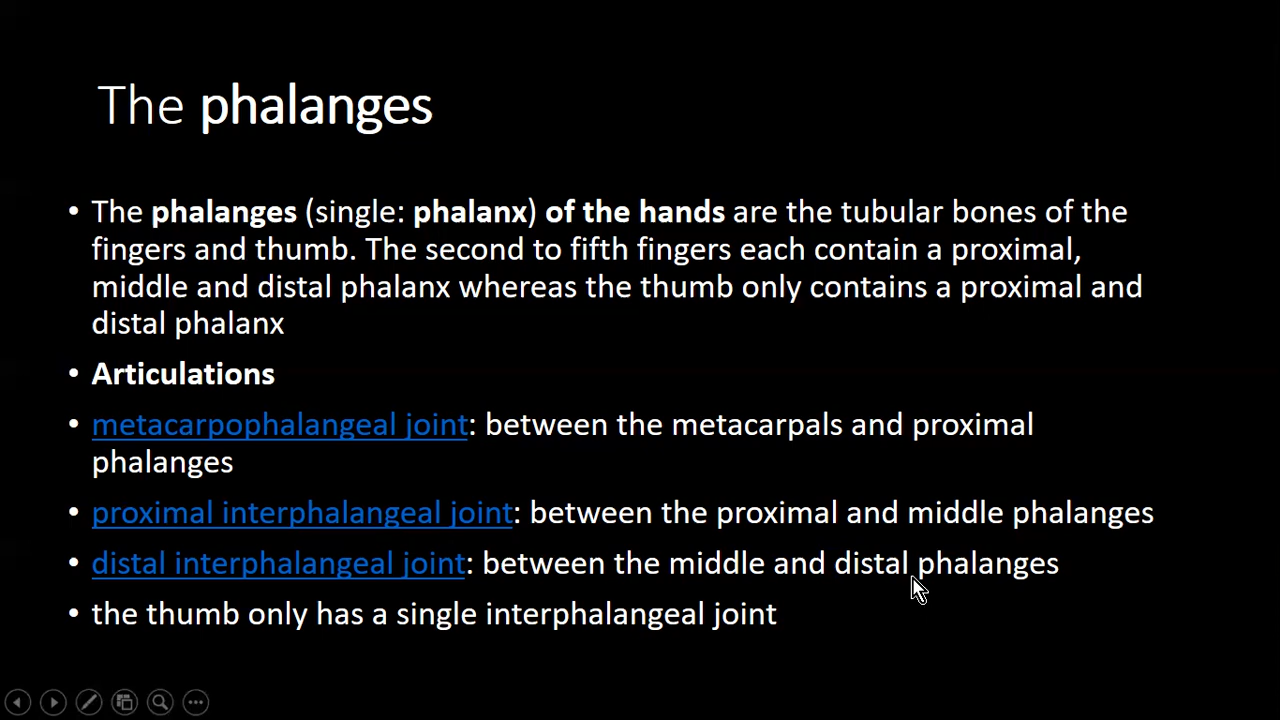 The phalanges
• The phalanges (single: phalanx) of the hands are the tubular bones of the
fingers and thumb. The second to fifth fingers each contain a proximal,
middle and distal phalanx whereas the thumb only contains a proximal and
distal phalanx
• Articulations
• metacarpophalangeal joint: between the metacarpals and proximal
phalanges
• proximal interphalangeal joint: between the proximal and middle phalanges
• distal interphalangeal joint: between the middle and distal phalanges
• the thumb only has a single interphalangeal joint